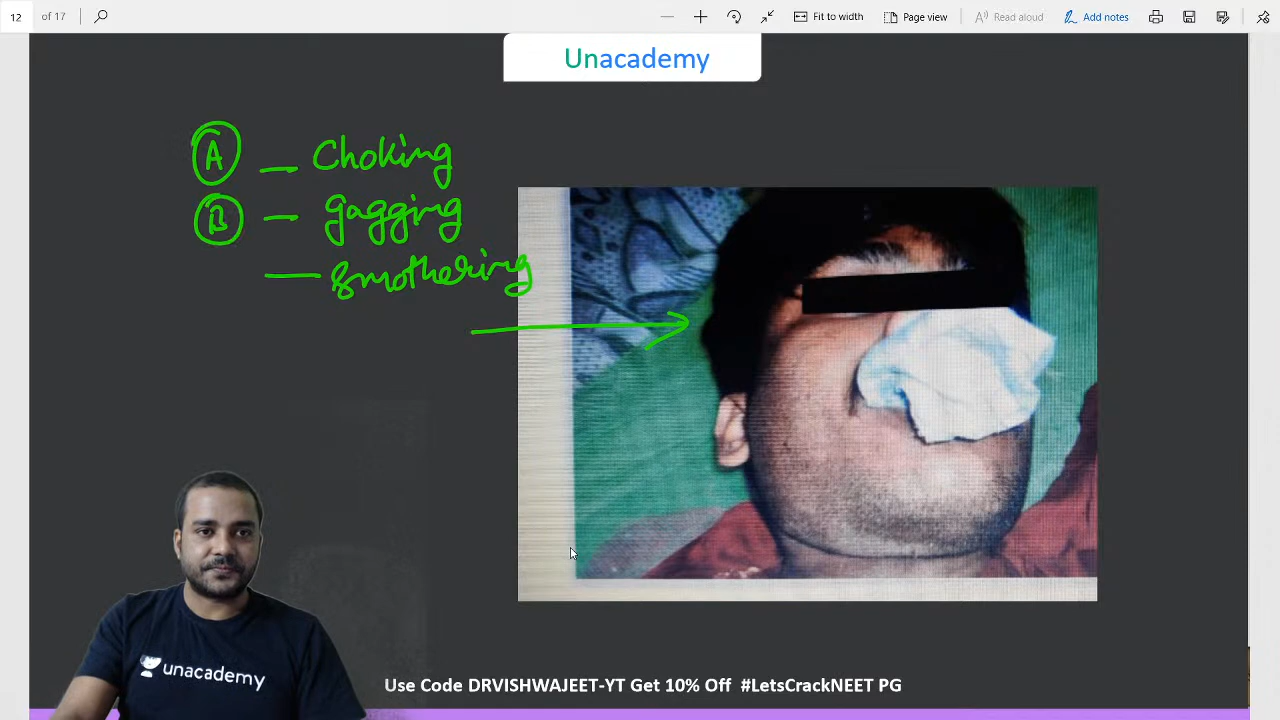 12 of 17 Fit to width Page view Read aloud Add notes
Unacademy
A — Choking
B — gagging
— smothering
unacademy
Use Code DRVISHWAJEET-YT Get 10% Off #LetsCrackNEET PG